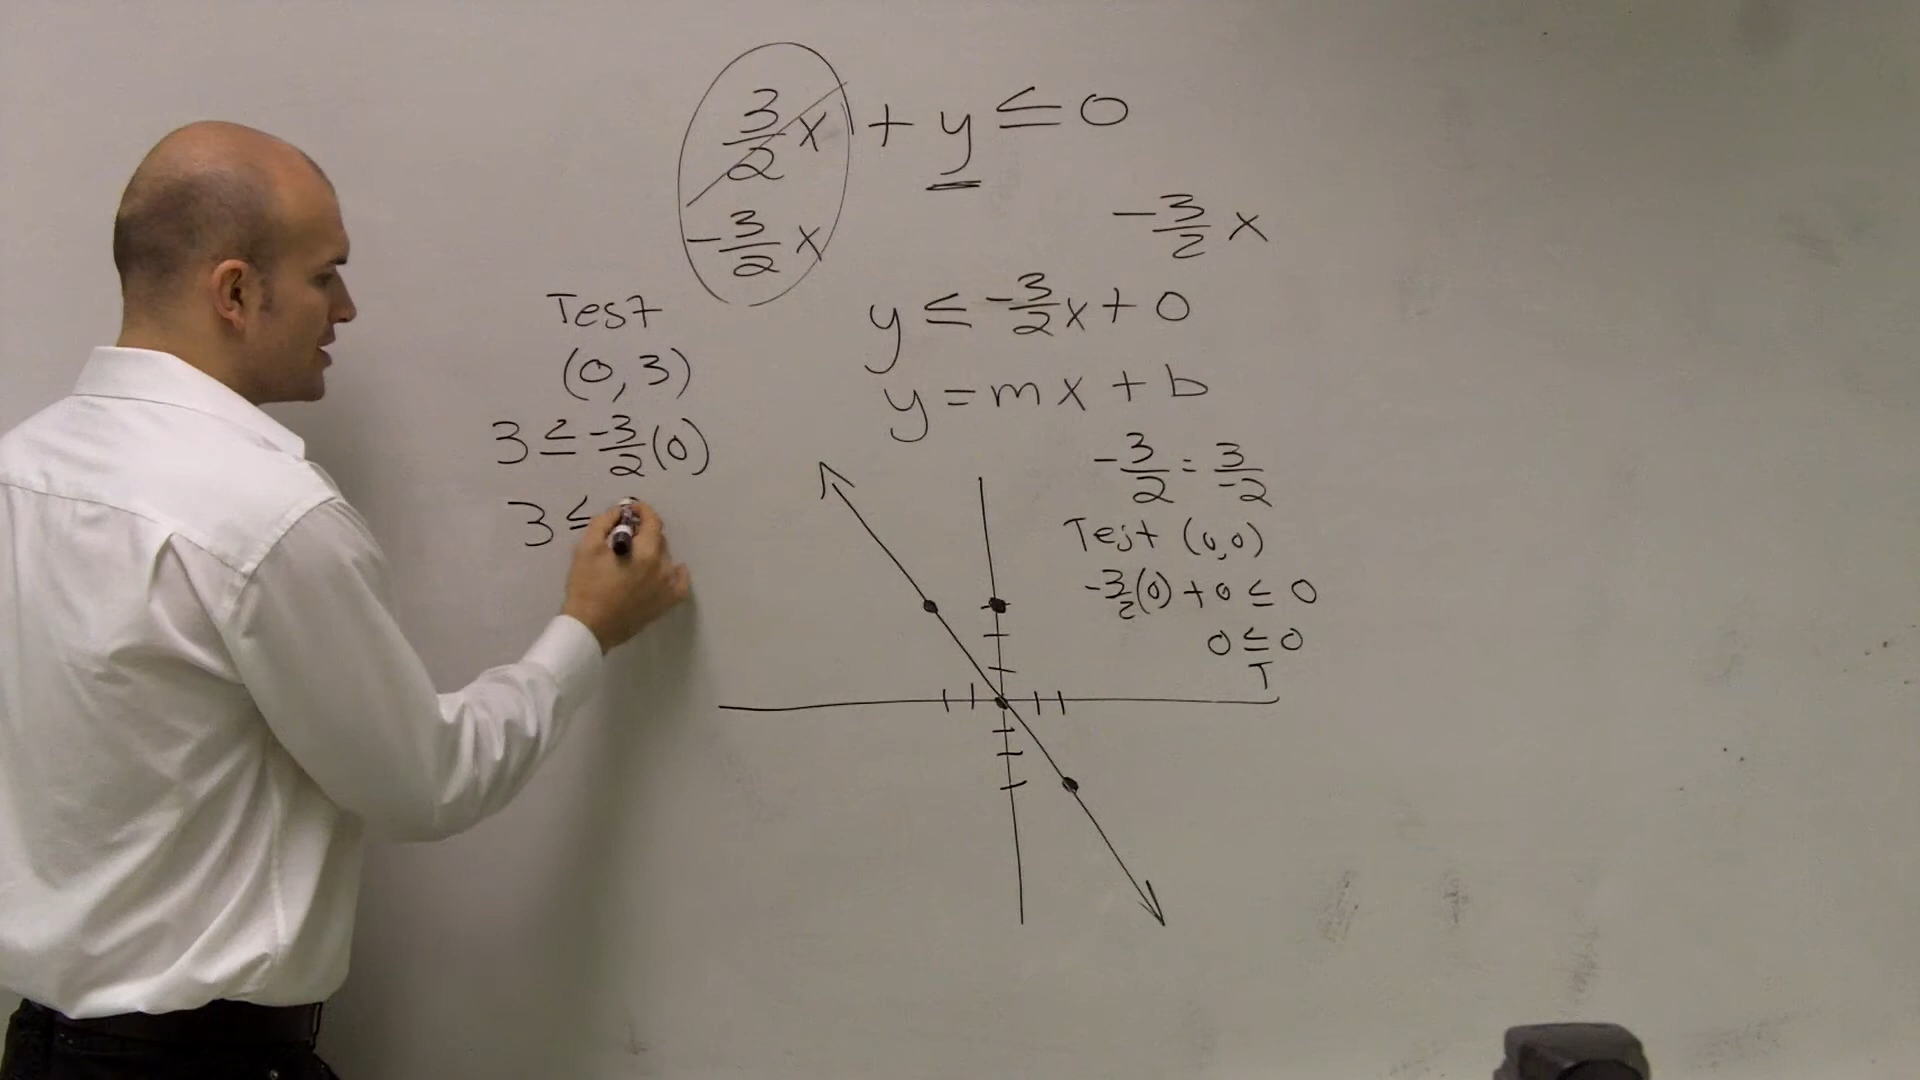 3/2 x + y ≤ 0
-3/2 x -3/2 x
y ≤ -3/2 x + 0
y = mx + b
-3/2 = 3/-2
Test (0,0)
-3/2(0) + 0 ≤ 0
0 ≤ 0
T
Test
(0,3)
3 ≤ -3/2(0)
3 ≤